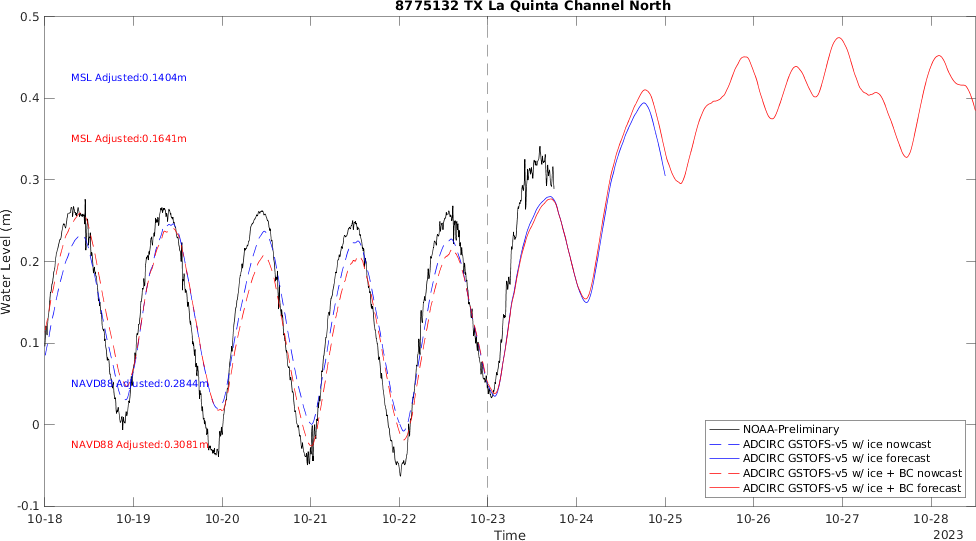 8775132 TX La Quinta Channel North
0.5
0.4
0.3
0.2
0.1
0
-0.1
Water Level (m)
MSL Adjusted:0.1404m
MSL Adjusted:0.1641m
NAVD88 Adjusted:0.2844m
NAVD88 Adjusted:0.3081m
NOAA-Preliminary
ADCIRC GSTOFS-v5 w/ ice nowcast
ADCIRC GSTOFS-v5 w/ ice forecast
ADCIRC GSTOFS-v5 w/ ice + BC nowcast
ADCIRC GSTOFS-v5 w/ ice + BC forecast
10-18 10-19 10-20 10-21 10-22 10-23 10-24 10-25 10-26 10-27 10-28
Time
2023